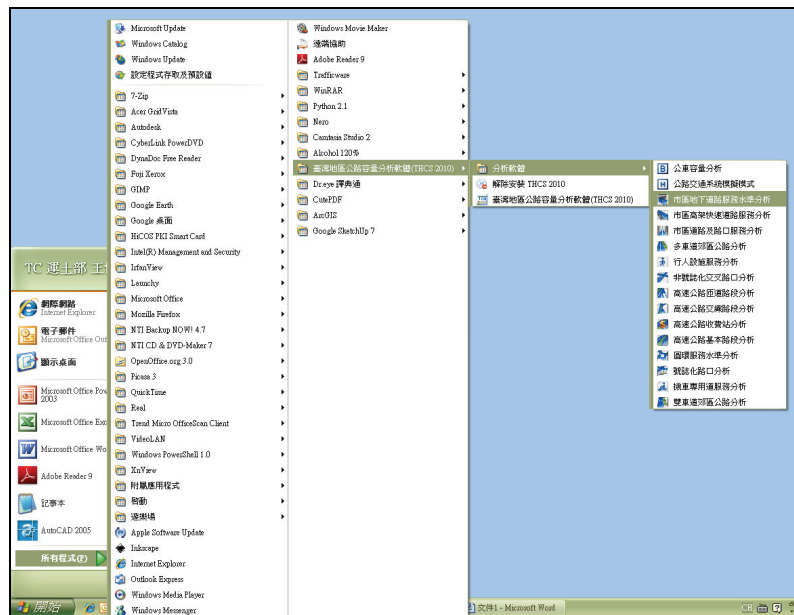 Microsoft Update
Windows Catalog
Windows Update
設定程式存取及預設值
7-Zip
Acer GridVista
Autodesk
CyberLink PowerDVD
DynaDoc Free Reader
Fuji Xerox
GIMP
Google Earth
Google 桌面
HiCOS PKI Smart Card
Intel(R) Management and Security
IrfanView
Launchy
Microsoft Office
Mozilla Firefox
NTI Backup NOW! 4.7
NTI CD & DVD-Maker 7
OpenOffice.org 3.0
Picasa 3
QuickTime
Real
Trend Micro OfficeScan Client
VideoLAN
Windows PowerShell 1.0
XnView
附屬應用程式
啟動
遊樂場
Apple Software Update
Inkscape
Internet Explorer
Outlook Express
Windows Media Player
Windows Messenger
Windows Movie Maker
遠端協助
Adobe Reader 9
Trafficware
WinRAR
Python 2.1
Nero
Camtasia Studio 2
Alcohol 120%
臺灣地區公路容量分析軟體(THCS 2010)
Dr.eye 譯典通
CutePDF
ArcGIS
Google SketchUp 7
分析軟體
解除安裝 THCS 2010
臺灣地區公路容量分析軟體(THCS 2010)
公車容量分析
公路交通系統模擬模式
市區地下道路服務水準分析
市區高架快速道路服務分析
市區道路及路口服務分析
多車道郊區公路分析
行人設施服務分析
非號誌化交叉路口分析
高速公路匝道路段分析
高速公路交織路段分析
高速公路收費站分析
高速公路基本路段分析
圓環服務水準分析
號誌化路口分析
機車專用道服務分析
雙車道郊區公路分析
TC 運土部 王
網際網路
Internet Explorer
電子郵件
Microsoft Office Out
顯示桌面
Microsoft Office Pow
2003
Microsoft Office Exc
Microsoft Office Wo
Adobe Reader 9
記事本
AutoCAD 2005
所有程式(P)
開始
文件1 - Microsoft Word
CH